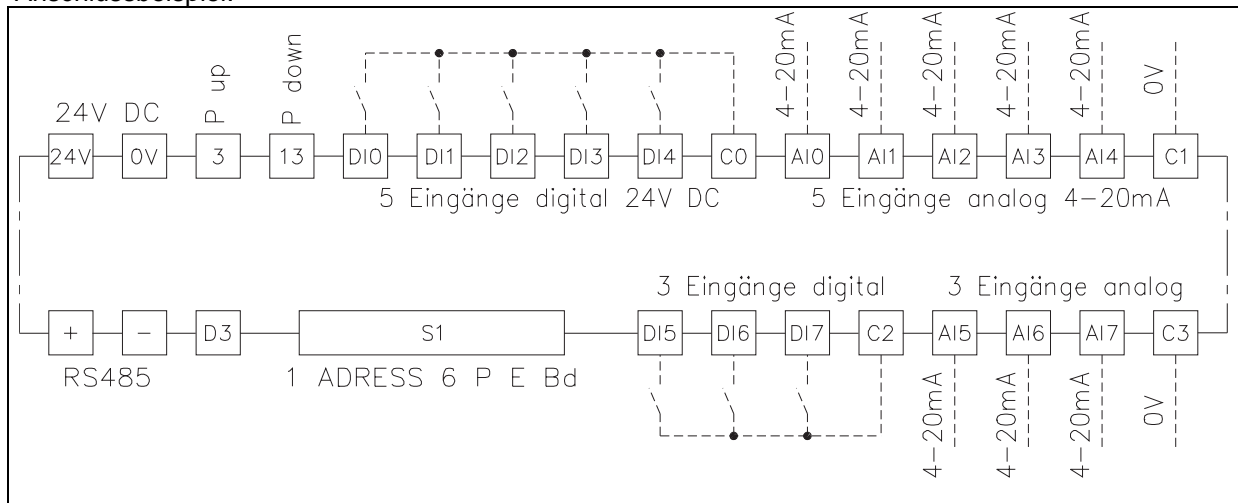 Anschlussbeispiel:
P up
P down
4-20mA
4-20mA
4-20mA
4-20mA
4-20mA
0V
24V DC
24V 0V 3 13 DI0 DI1 DI2 DI3 DI4 C0 AI0 AI1 AI2 AI3 AI4 C1
5 Eingänge digital 24V DC
5 Eingänge analog 4-20mA
3 Eingänge digital
3 Eingänge analog
+ - D3 S1 DI5 DI6 DI7 C2 AI5 AI6 AI7 C3
RS485
1 ADRESS 6 P E Bd
4-20mA
4-20mA
4-20mA
0V